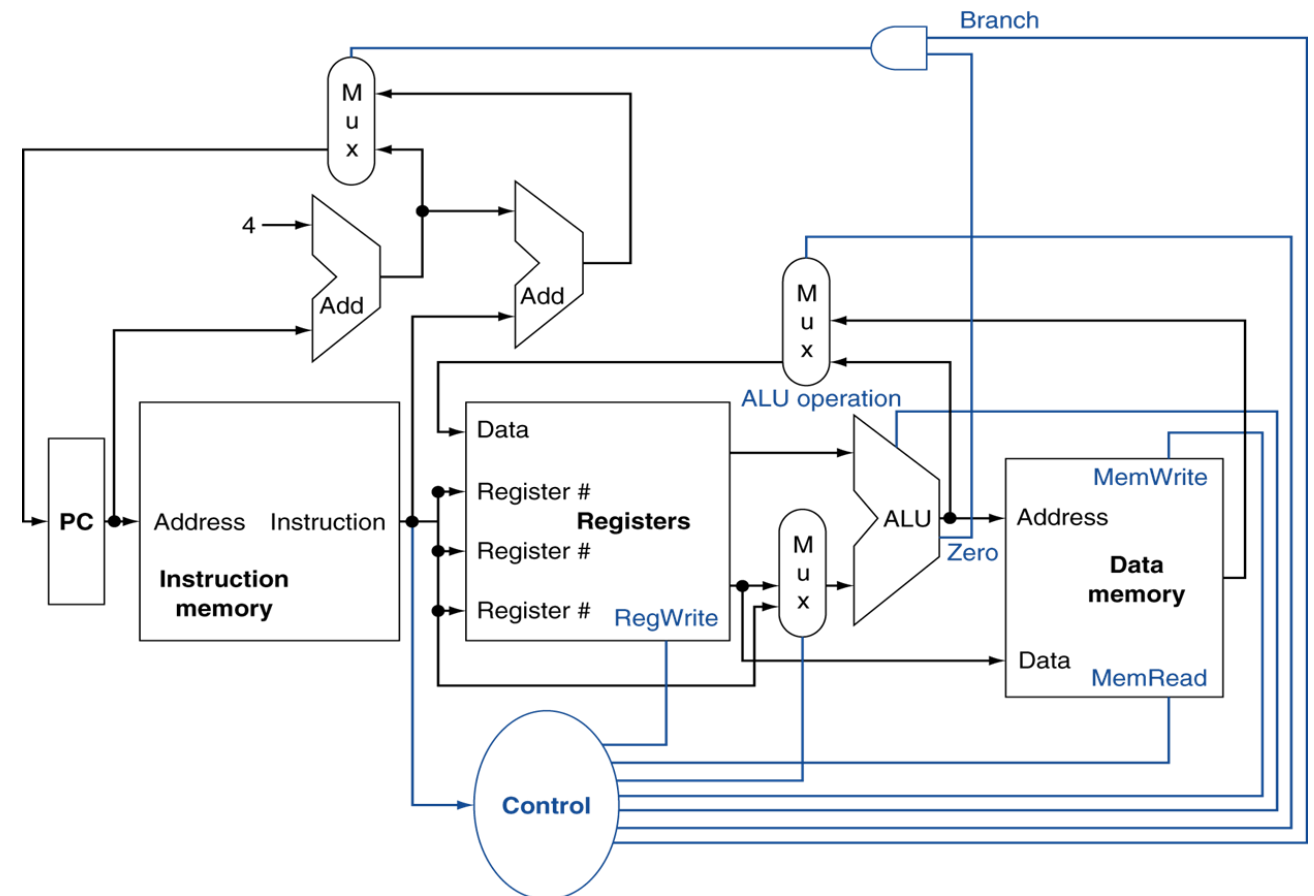 Branch
M
u
x
4
Add
Add
M
u
x
ALU operation
Data
Register #
Registers
Register #
Register #
RegWrite
PC
Address
Instruction
Instruction
memory
M
u
x
ALU
Zero
MemWrite
Address
Data
memory
Data
MemRead
Control